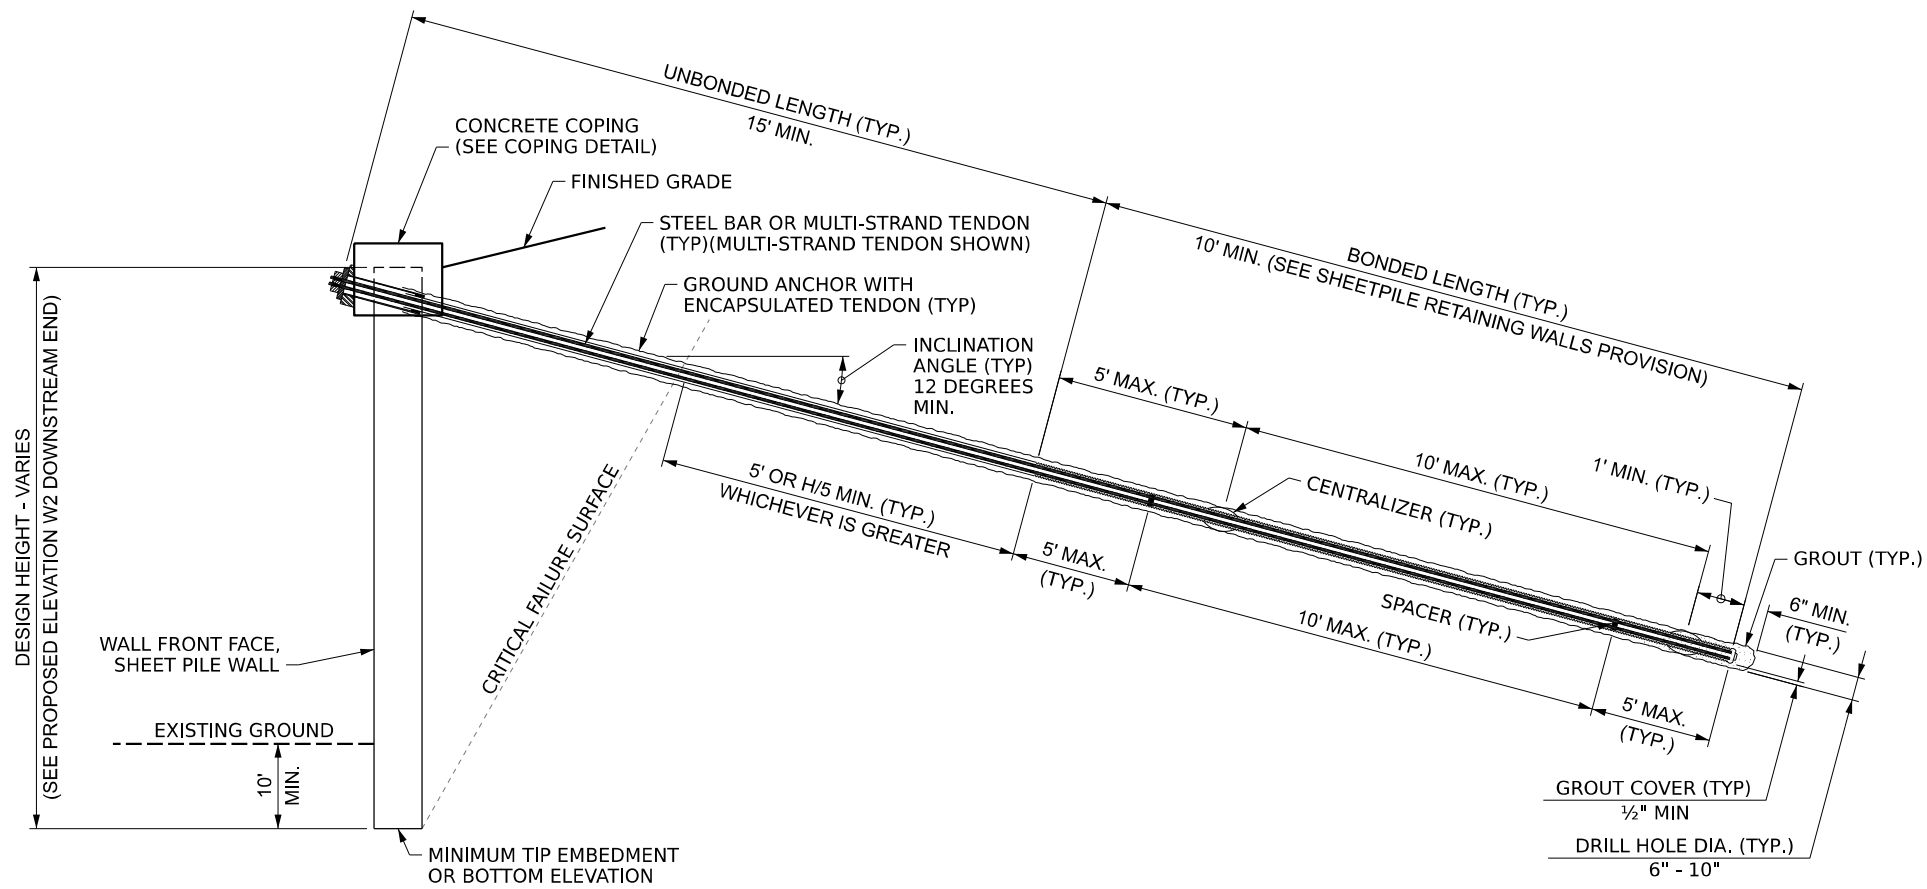 UNBONDED LENGTH (TYP.)
15' MIN.
CONCRETE COPING
(SEE COPING DETAIL)
FINISHED GRADE
STEEL BAR OR MULTI-STRAND TENDON
(TYP)(MULTI-STRAND TENDON SHOWN)
GROUND ANCHOR WITH
ENCAPSULATED TENDON (TYP)
BONDED LENGTH (TYP.)
10' MIN. (SEE SHEETPILE RETAINING WALLS PROVISION)
INCLINATION
ANGLE (TYP)
12 DEGREES
MIN.
5' MAX. (TYP.)
10' MAX. (TYP.)
1' MIN. (TYP.)
CENTRALIZER (TYP.)
5' OR H/5 MIN. (TYP.)
WHICHEVER IS GREATER
5' MAX.
(TYP.)
GROUT (TYP.)
SPACER (TYP.)
10' MAX. (TYP.)
6" MIN.
(TYP.)
5' MAX.
(TYP.)
DESIGN HEIGHT - VARIES
(SEE PROPOSED ELEVATION W2 DOWNSTREAM END)
CRITICAL FAILURE SURFACE
WALL FRONT FACE,
SHEET PILE WALL
EXISTING GROUND
10'
MIN.
GROUT COVER (TYP)
½" MIN
DRILL HOLE DIA. (TYP.)
6" - 10"
MINIMUM TIP EMBEDMENT
OR BOTTOM ELEVATION